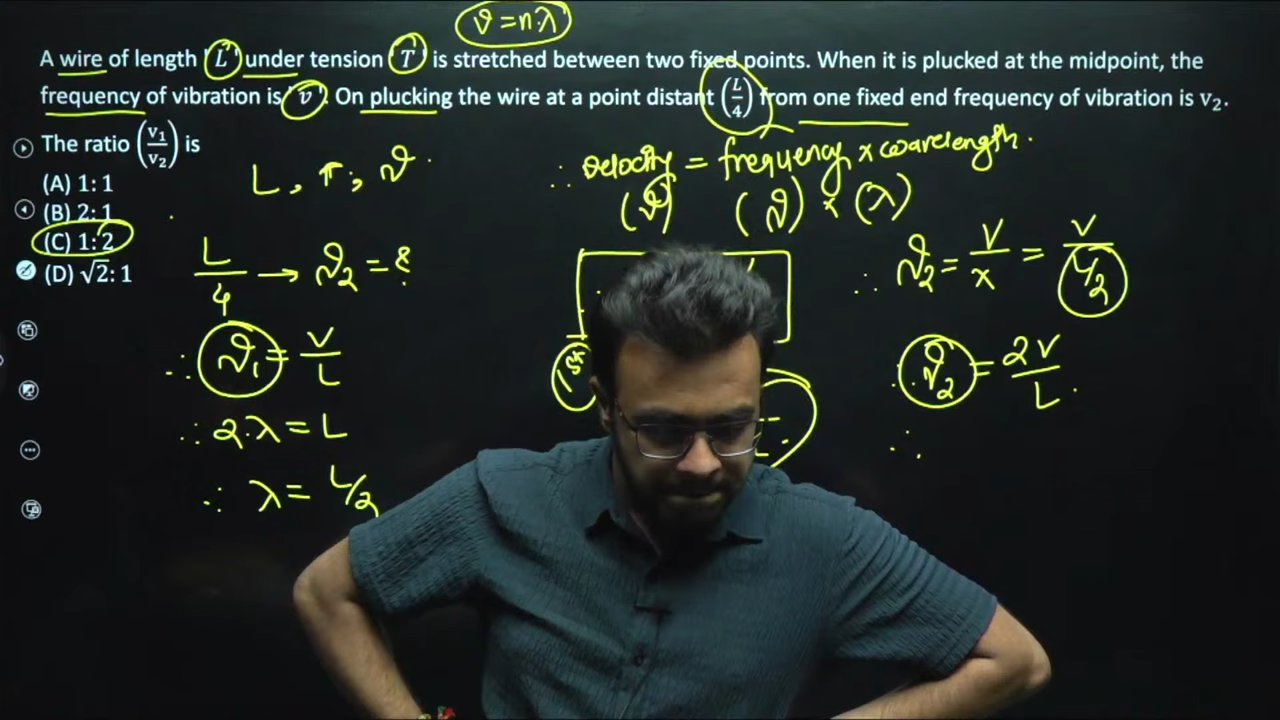 ϑ = n·λ
A wire of length 'L' under tension 'T' is stretched between two fixed points. When it is plucked at the midpoint, the
frequency of vibration is 'v'. On plucking the wire at a point distant (L/4) from one fixed end frequency of vibration is v₂.
The ratio (v₁/v₂) is
(A) 1: 1
(B) 2: 1
(C) 1: 2
(D) √2: 1
L, T, ϑ
∴ velocity = frequency × wavelength.
(ϑ) (ϑ) × (λ)
L/4 → ϑ₂ = ?
∴ ϑ₁ = V/L
∴ 2·λ = L
∴ λ = L/2
1st
∴ ϑ₂ = V/x = V/(L/2)
∴ ϑ₂ = 2V/L
∴